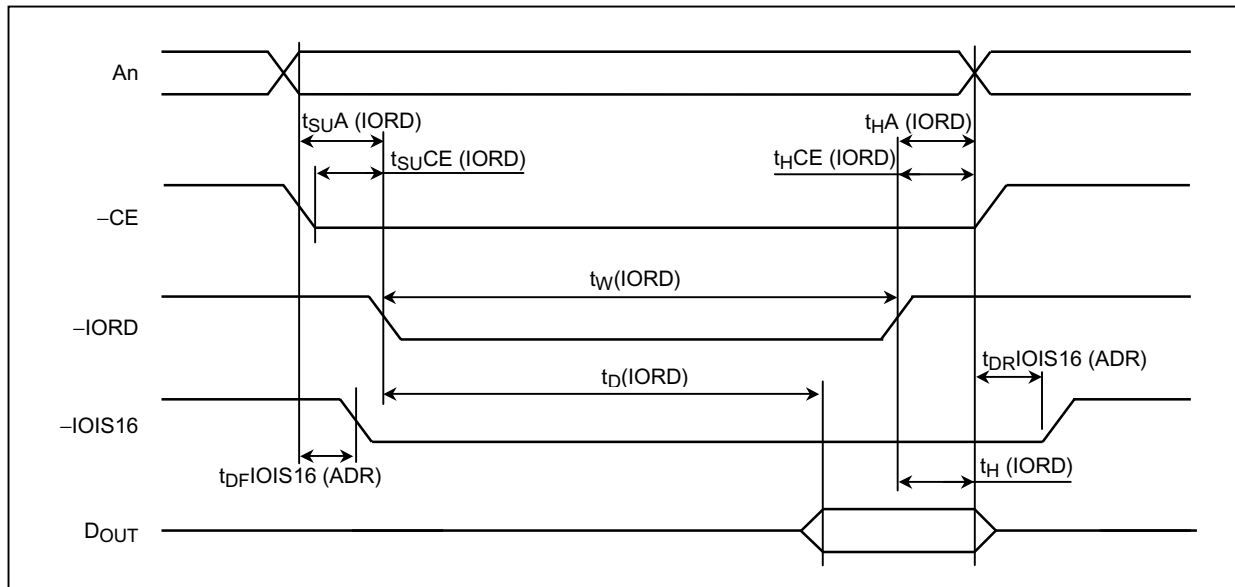 An
tSUA (IORD)
tHA (IORD)
tSUCE (IORD)
tHCE (IORD)
–CE
tW(IORD)
–IORD
tDRIOIS16 (ADR)
tD(IORD)
–IOIS16
tDFIOIS16 (ADR)
tH (IORD)
DOUT